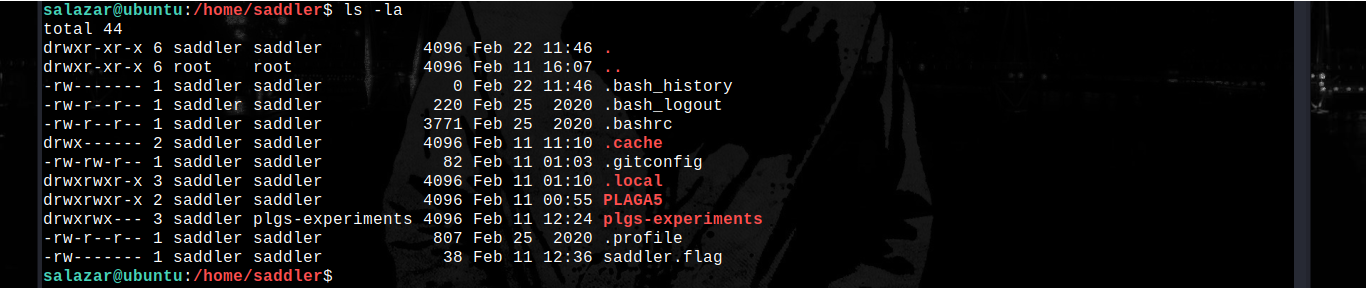 salazar@ubuntu:/home/saddler$ ls -la
total 44
drwxr-xr-x 6 saddler saddler          4096 Feb 22 11:46 .
drwxr-xr-x 6 root    root             4096 Feb 11 16:07 ..
-rw------- 1 saddler saddler             0 Feb 22 11:46 .bash_history
-rw-r--r-- 1 saddler saddler           220 Feb 25  2020 .bash_logout
-rw-r--r-- 1 saddler saddler          3771 Feb 25  2020 .bashrc
drwx------ 2 saddler saddler          4096 Feb 11 11:10 .cache
-rw-rw-r-- 1 saddler saddler            82 Feb 11 01:03 .gitconfig
drwxrwxr-x 3 saddler saddler          4096 Feb 11 01:10 .local
drwxrwxr-x 2 saddler saddler          4096 Feb 11 00:55 PLAGA5
drwxrwx--- 3 saddler plgs-experiments 4096 Feb 11 12:24 plgs-experiments
-rw-r--r-- 1 saddler saddler           807 Feb 25  2020 .profile
-rw------- 1 saddler saddler            38 Feb 11 12:36 saddler.flag
salazar@ubuntu:/home/saddler$